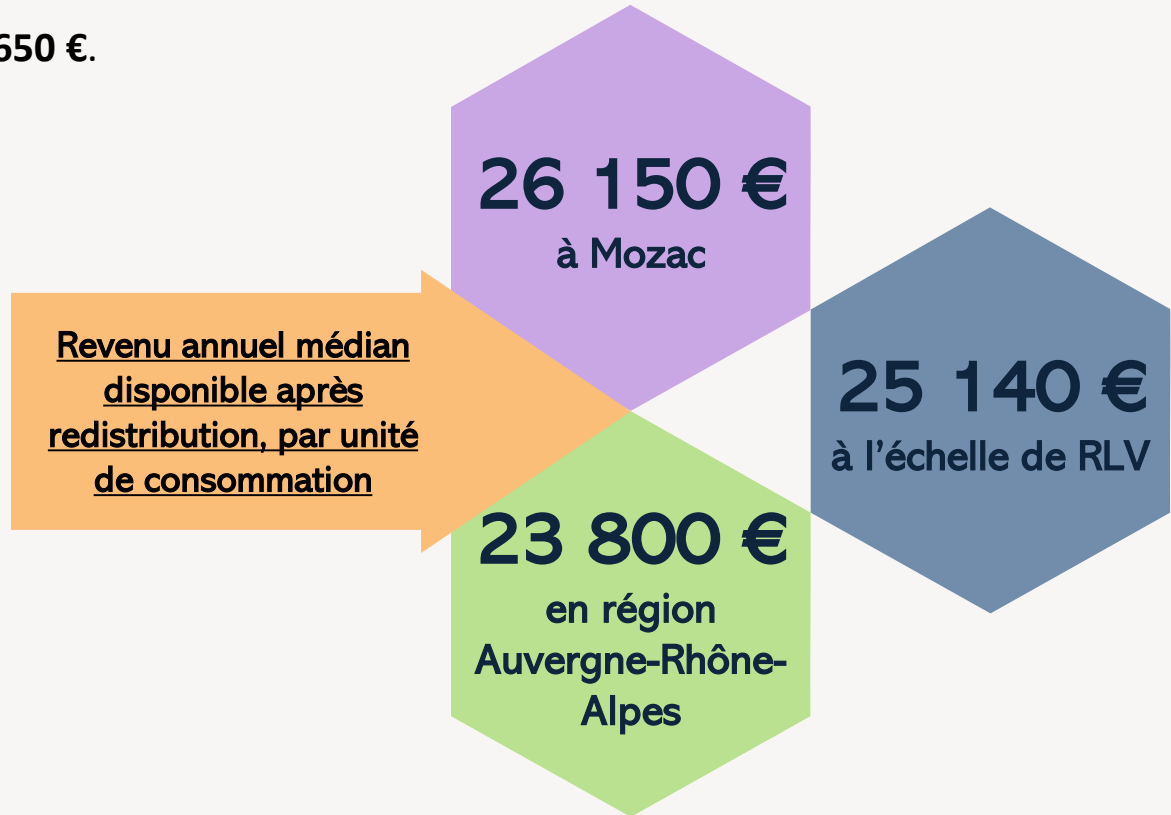 650 €.
26 150 €
à Mozac
Revenu annuel médian
disponible après
redistribution, par unité
de consommation
25 140 €
à l'échelle de RLV
23 800 €
en région
Auvergne-Rhône-
Alpes